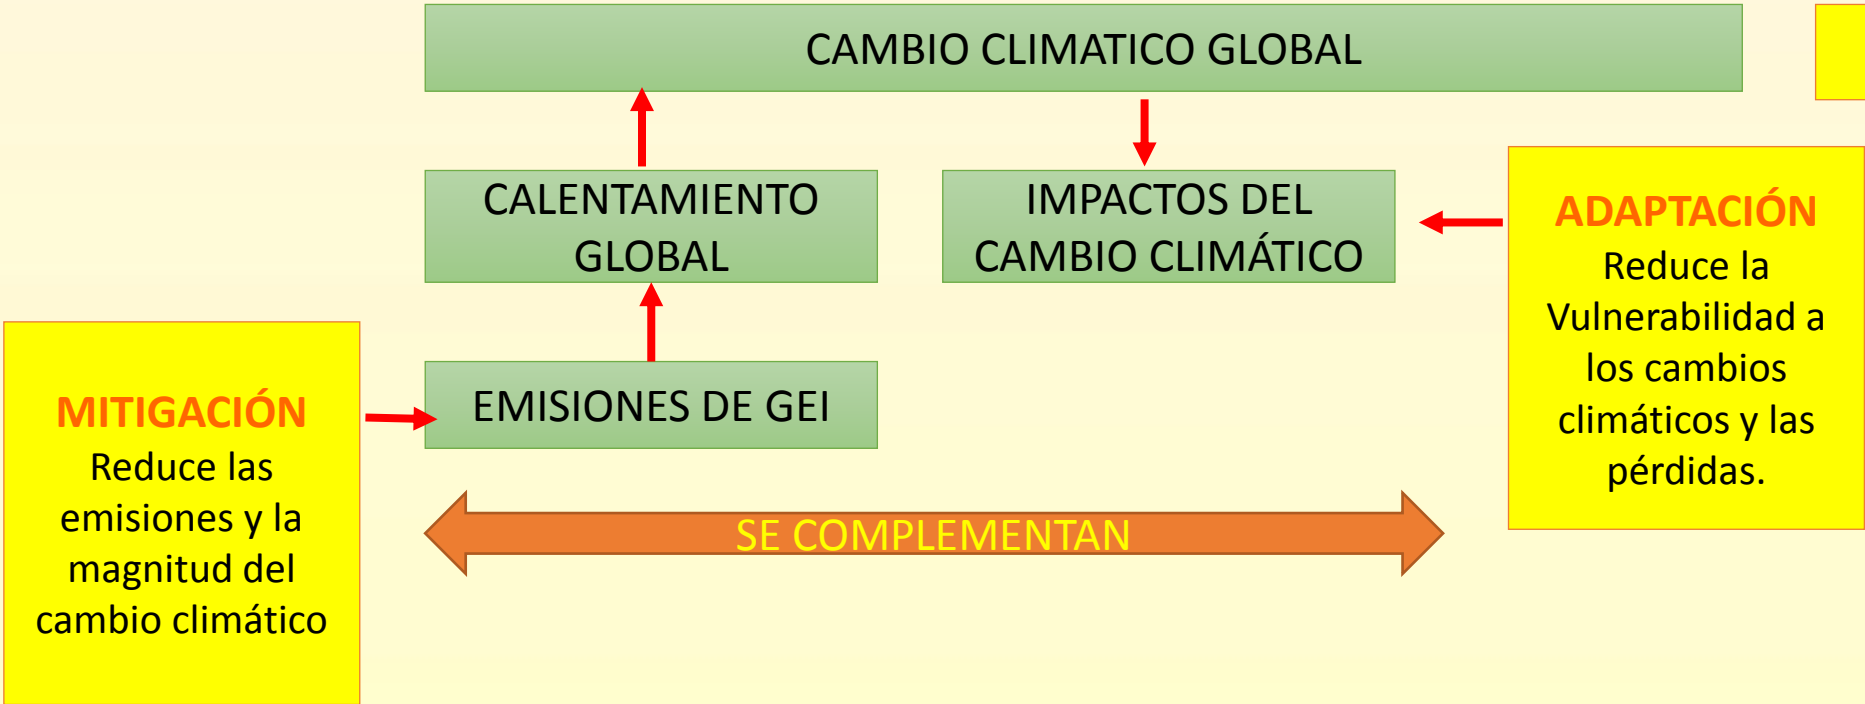 CAMBIO CLIMATICO GLOBAL
CALENTAMIENTO
GLOBAL
IMPACTOS DEL
CAMBIO CLIMÁTICO
ADAPTACIÓN
Reduce la
Vulnerabilidad a
los cambios
climáticos y las
pérdidas.
MITIGACIÓN
Reduce las
emisiones y la
magnitud del
cambio climático
EMISIONES DE GEI
SE COMPLEMENTAN